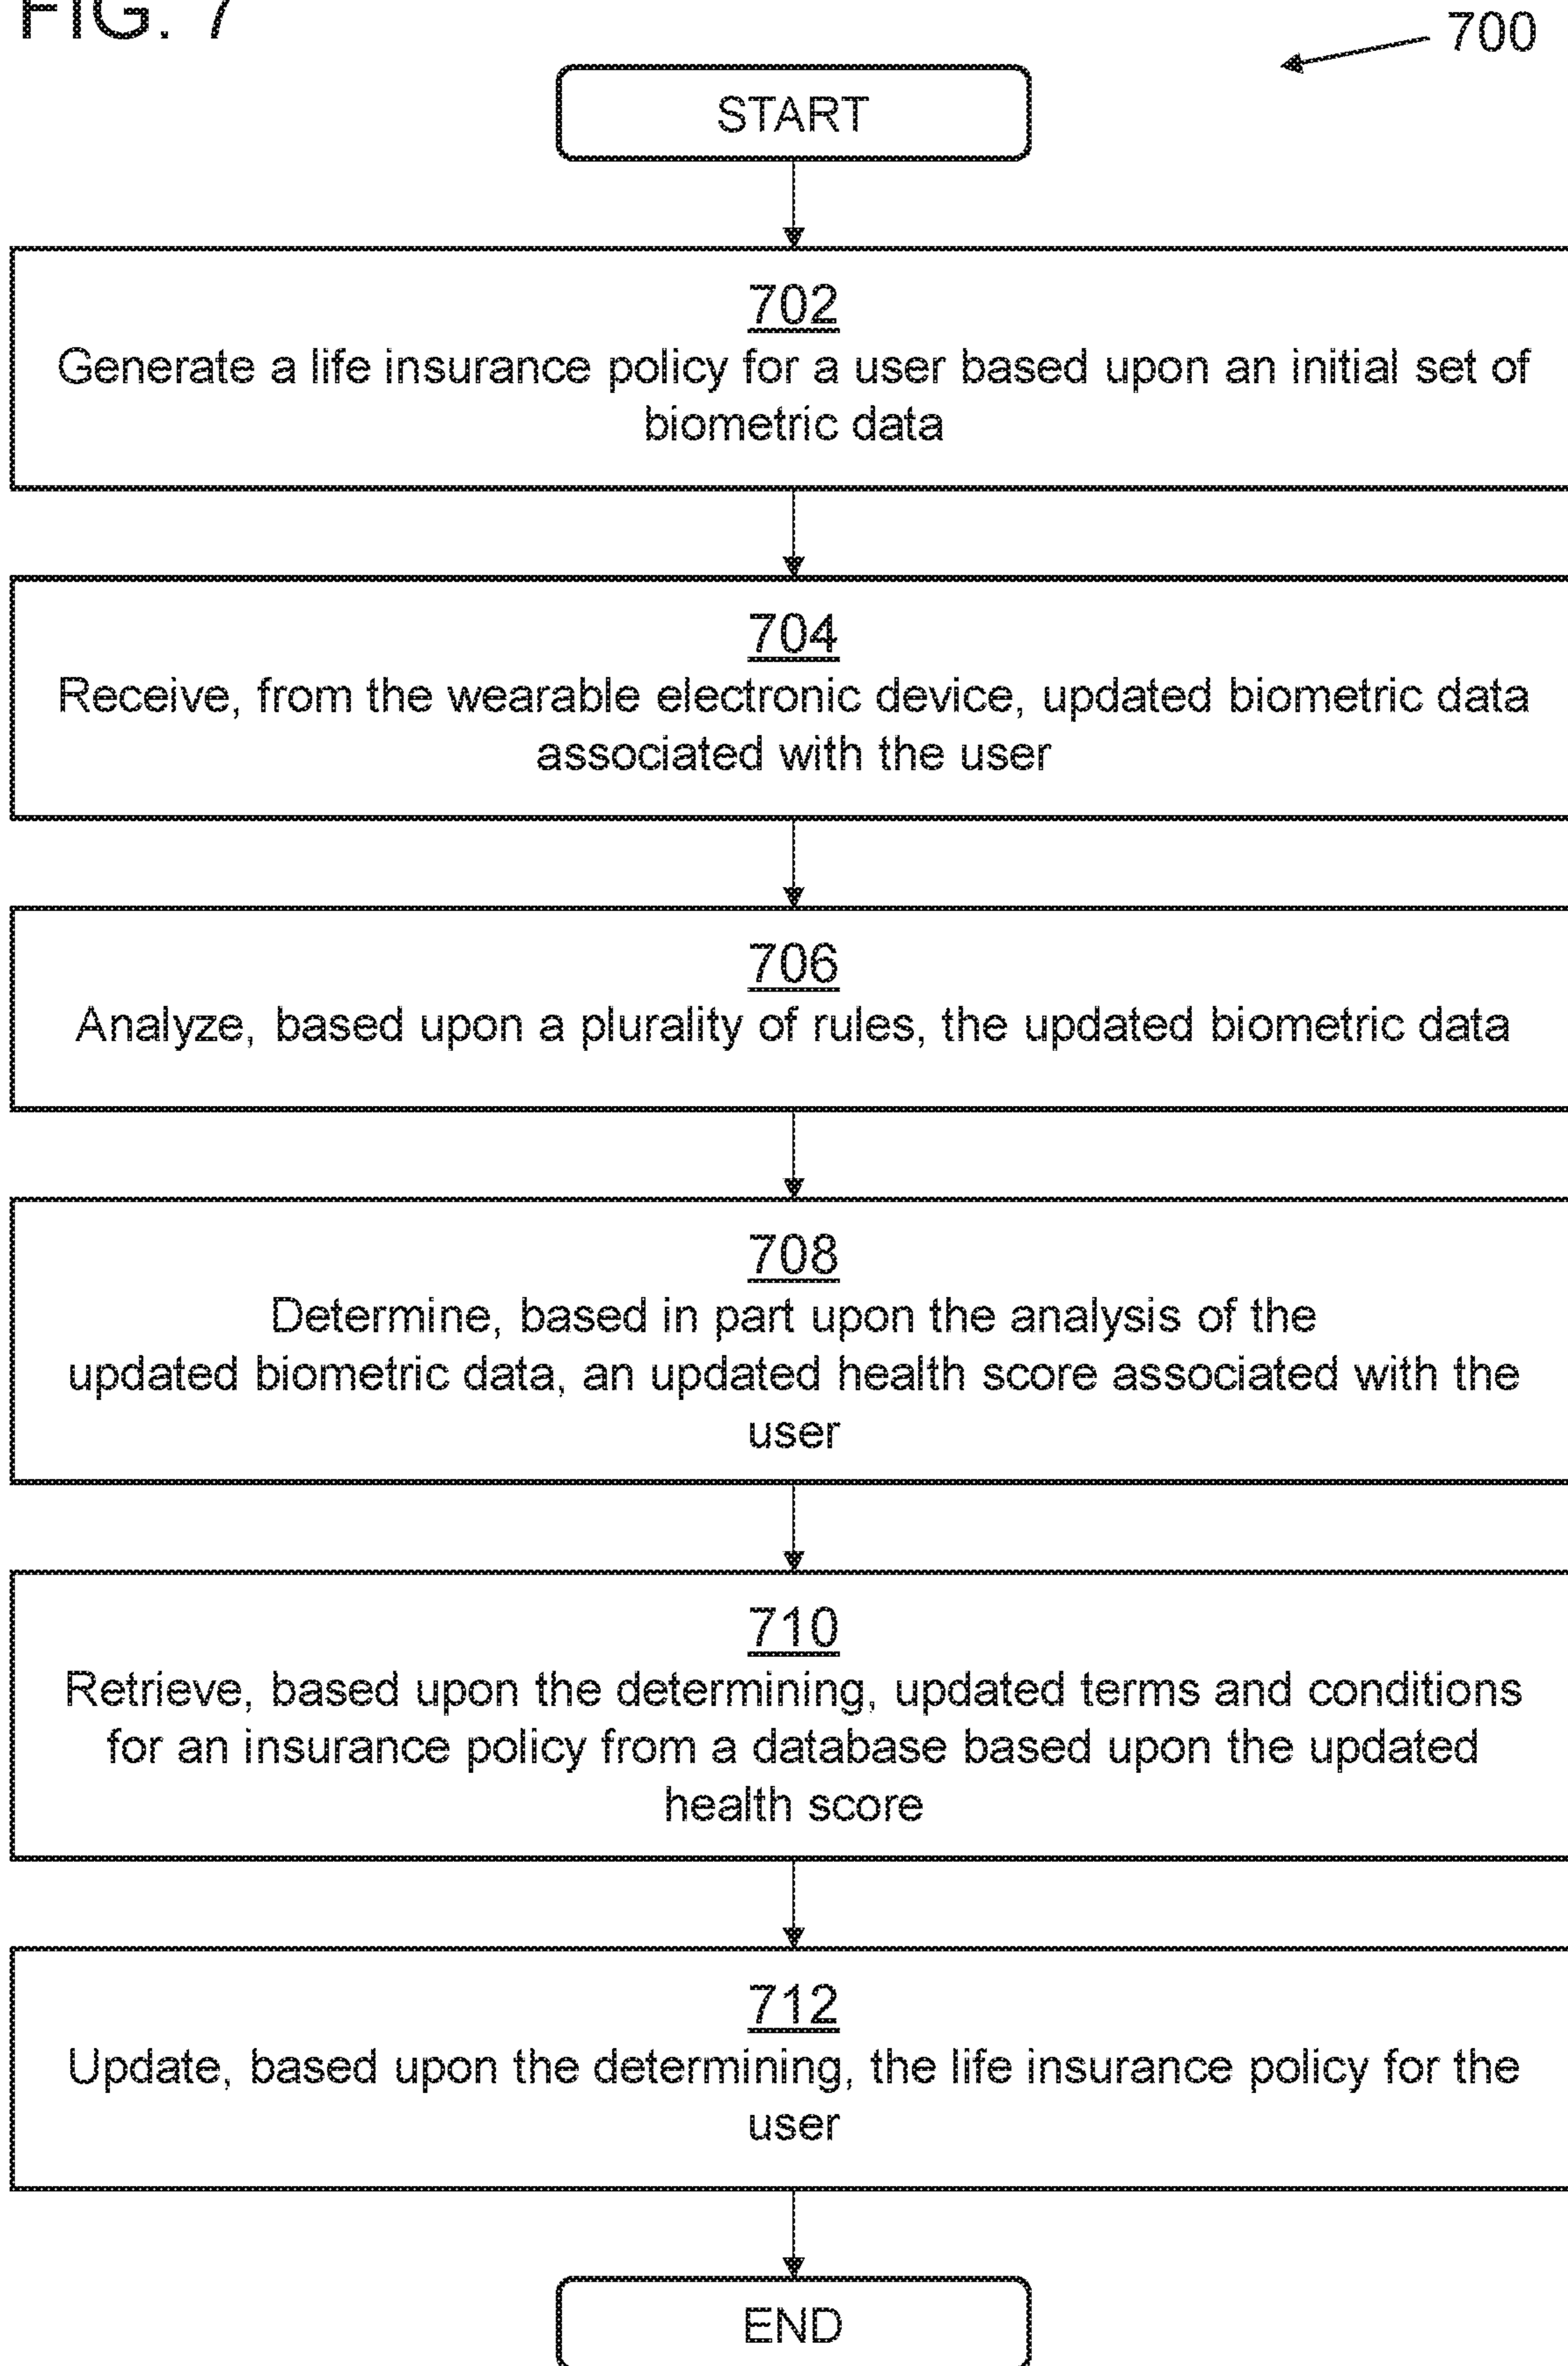 FIG. 7
700
START
702
Generate a life insurance policy for a user based upon an initial set of
biometric data
704
Receive, from the wearable electronic device, updated biometric data
associated with the user
706
Analyze, based upon a plurality of rules, the updated biometric data
708
Determine, based in part upon the analysis of the
updated biometric data, an updated health score associated with the
user
710
Retrieve, based upon the determining, updated terms and conditions
for an insurance policy from a database based upon the updated
health score
712
Update, based upon the determining, the life insurance policy for the
user
END